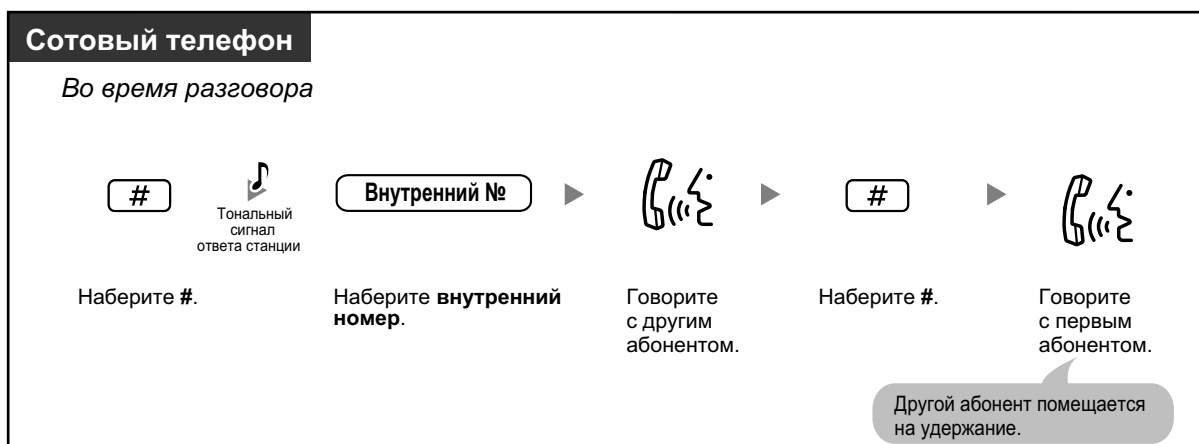 Сотовый телефон
Во время разговора
#
Тональный
сигнал
ответа станции
Внутренний №
#
Наберите #.
Наберите внутренний
номер.
Говорите
с другим
абонентом.
Наберите #.
Говорите
с первым
абонентом.
Другой абонент помещается
на удержание.